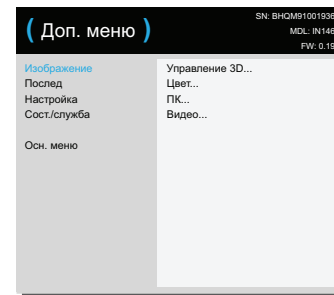 ( Доп. меню )
SN: BHQM91001936
MDL: IN146
FW: 0.19
Изображение
Послед
Настройка
Сост./служба
Осн. меню
Управление 3D...
Цвет...
ПК...
Видео...